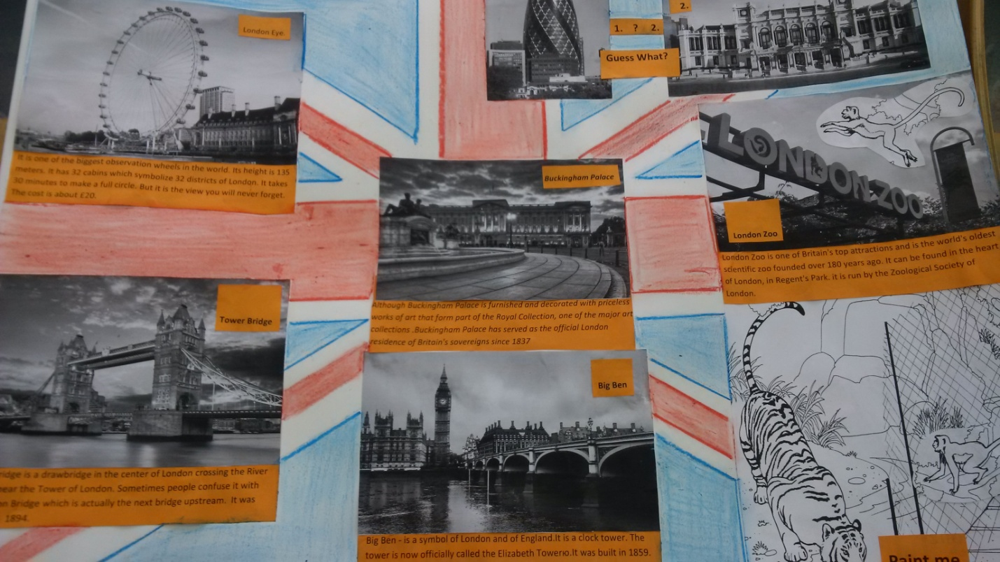 London Eye.
It is one of the biggest observation wheels in the world. Its height is 135
meters. It has 32 cabins which symbolize 32 districts of London. It takes
30 minutes to make a full circle. But it is the view you will never forget.
The cost is about £20.
1. ? 2.
Guess What?
2.
LONDON ZOO
London Zoo
London Zoo is one of Britain's top attractions and is the world's oldest
scientific zoo founded over 180 years ago. It can be found in the heart
of London, in Regent's Park. it is run by the Zoological Society of
London.
Buckingham Palace
Although Buckingham Palace is furnished and decorated with priceless
works of art that form part of the Royal Collection, one of the major art
collections .Buckingham Palace has served as the official London
residence of Britain's sovereigns since 1837
Tower Bridge
is a drawbridge in the center of London crossing the River
near the Tower of London. Sometimes people confuse it with
Bridge which is actually the next bridge upstream. It was
1894.
Big Ben
Big Ben - is a symbol of London and of England.It is a clock tower. The
tower is now officially called the Elizabeth Towerю.It was built in 1859.
Paint me